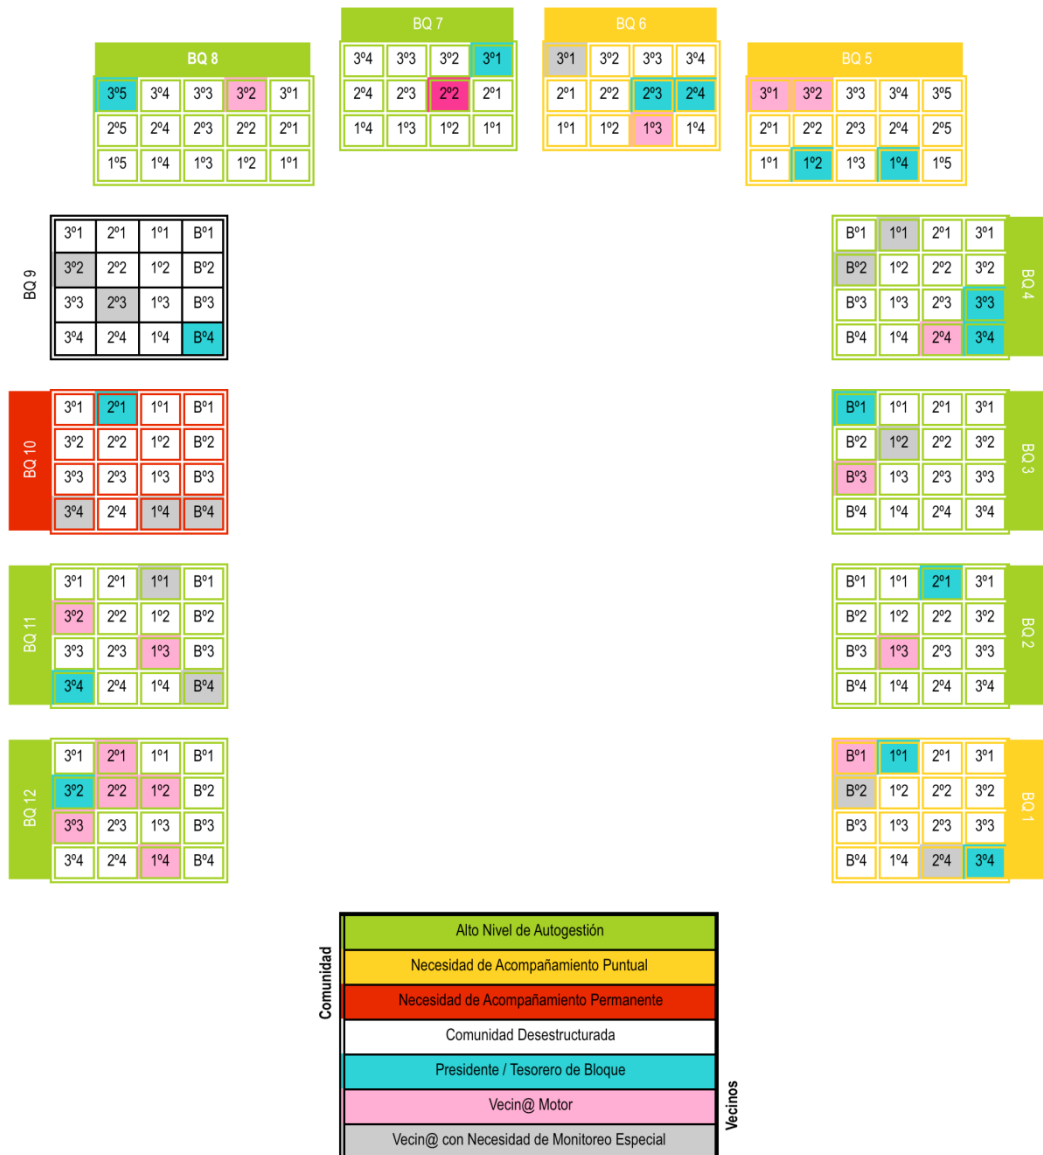 BQ 8
3º5 3º4 3º3 3º2 3º1
2º5 2º4 2º3 2º2 2º1
1º5 1º4 1º3 1º2 1º1
BQ 7
3º4 3º3 3º2 3º1
2º4 2º3 2º2 2º1
1º4 1º3 1º2 1º1
BQ 6
3º1 3º2 3º3 3º4
2º1 2º2 2º3 2º4
1º1 1º2 1º3 1º4
BQ 5
3º1 3º2 3º3 3º4 3º5
2º1 2º2 2º3 2º4 2º5
1º1 1º2 1º3 1º4 1º5
BQ 9
3º1 2º1 1º1 Bº1
3º2 2º2 1º2 Bº2
3º3 2º3 1º3 Bº3
3º4 2º4 1º4 Bº4
Bº1 1º1 2º1 3º1
Bº2 1º2 2º2 3º2
Bº3 1º3 2º3 3º3
Bº4 1º4 2º4 3º4
BQ 4
BQ 10
3º1 2º1 1º1 Bº1
3º2 2º2 1º2 Bº2
3º3 2º3 1º3 Bº3
3º4 2º4 1º4 Bº4
Bº1 1º1 2º1 3º1
Bº2 1º2 2º2 3º2
Bº3 1º3 2º3 3º3
Bº4 1º4 2º4 3º4
BQ 3
BQ 11
3º1 2º1 1º1 Bº1
3º2 2º2 1º2 Bº2
3º3 2º3 1º3 Bº3
3º4 2º4 1º4 Bº4
Bº1 1º1 2º1 3º1
Bº2 1º2 2º2 3º2
Bº3 1º3 2º3 3º3
Bº4 1º4 2º4 3º4
BQ 2
BQ 12
3º1 2º1 1º1 Bº1
3º2 2º2 1º2 Bº2
3º3 2º3 1º3 Bº3
3º4 2º4 1º4 Bº4
Bº1 1º1 2º1 3º1
Bº2 1º2 2º2 3º2
Bº3 1º3 2º3 3º3
Bº4 1º4 2º4 3º4
BQ 1
Comunidad
Alto Nivel de Autogestión
Necesidad de Acompañamiento Puntual
Necesidad de Acompañamiento Permanente
Comunidad Desestructurada
Presidente / Tesorero de Bloque
Vecin@ Motor
Vecin@ con Necesidad de Monitoreo Especial
Vecinos